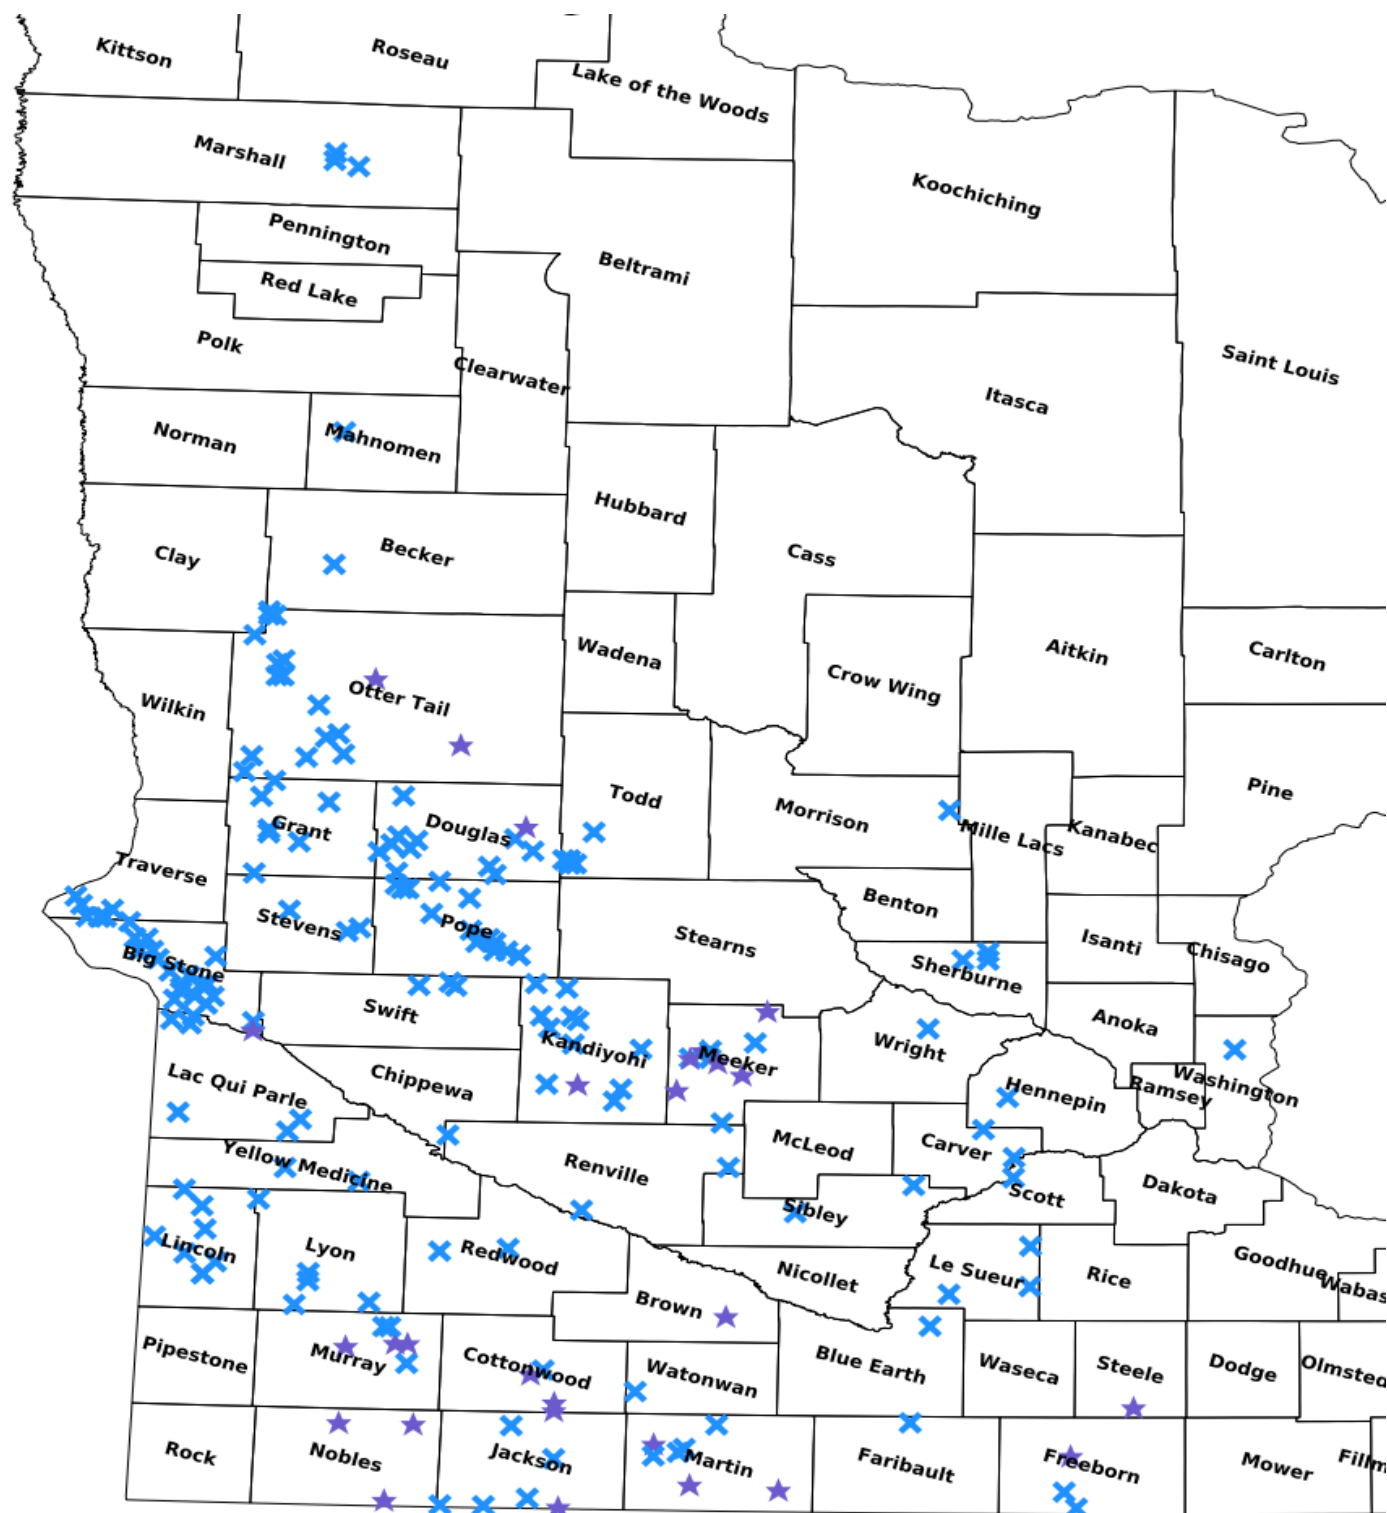 Kittson
Roseau
Lake of the Woods
Marshall
Koochiching
Pennington
Beltrami
Red Lake
Polk
Clearwater
Saint Louis
Itasca
Norman
Mahnomen
Hubbard
Clay
Becker
Cass
Wadena
Aitkin
Carlton
Wilkin
Otter Tail
Crow Wing
Todd
Morrison
Pine
Grant
Douglas
Mille Lacs
Kanabec
Traverse
Benton
Stevens
Pope
Stearns
Isanti
Chisago
Big Stone
Sherburne
Swift
Anoka
Kandiyohi
Meeker
Wright
Lac Qui Parle
Chippewa
Hennepin
Ramsey
Washington
Yellow Medicine
Renville
McLeod
Carver
Scott
Dakota
Sibley
Lincoln
Lyon
Redwood
Nicollet
Le Sueur
Rice
Goodhue
Wabas
Brown
Pipestone
Murray
Cottonwood
Watonwan
Blue Earth
Waseca
Steele
Dodge
Olmsted
Rock
Nobles
Jackson
Martin
Faribault
Freeborn
Mower
Fillm